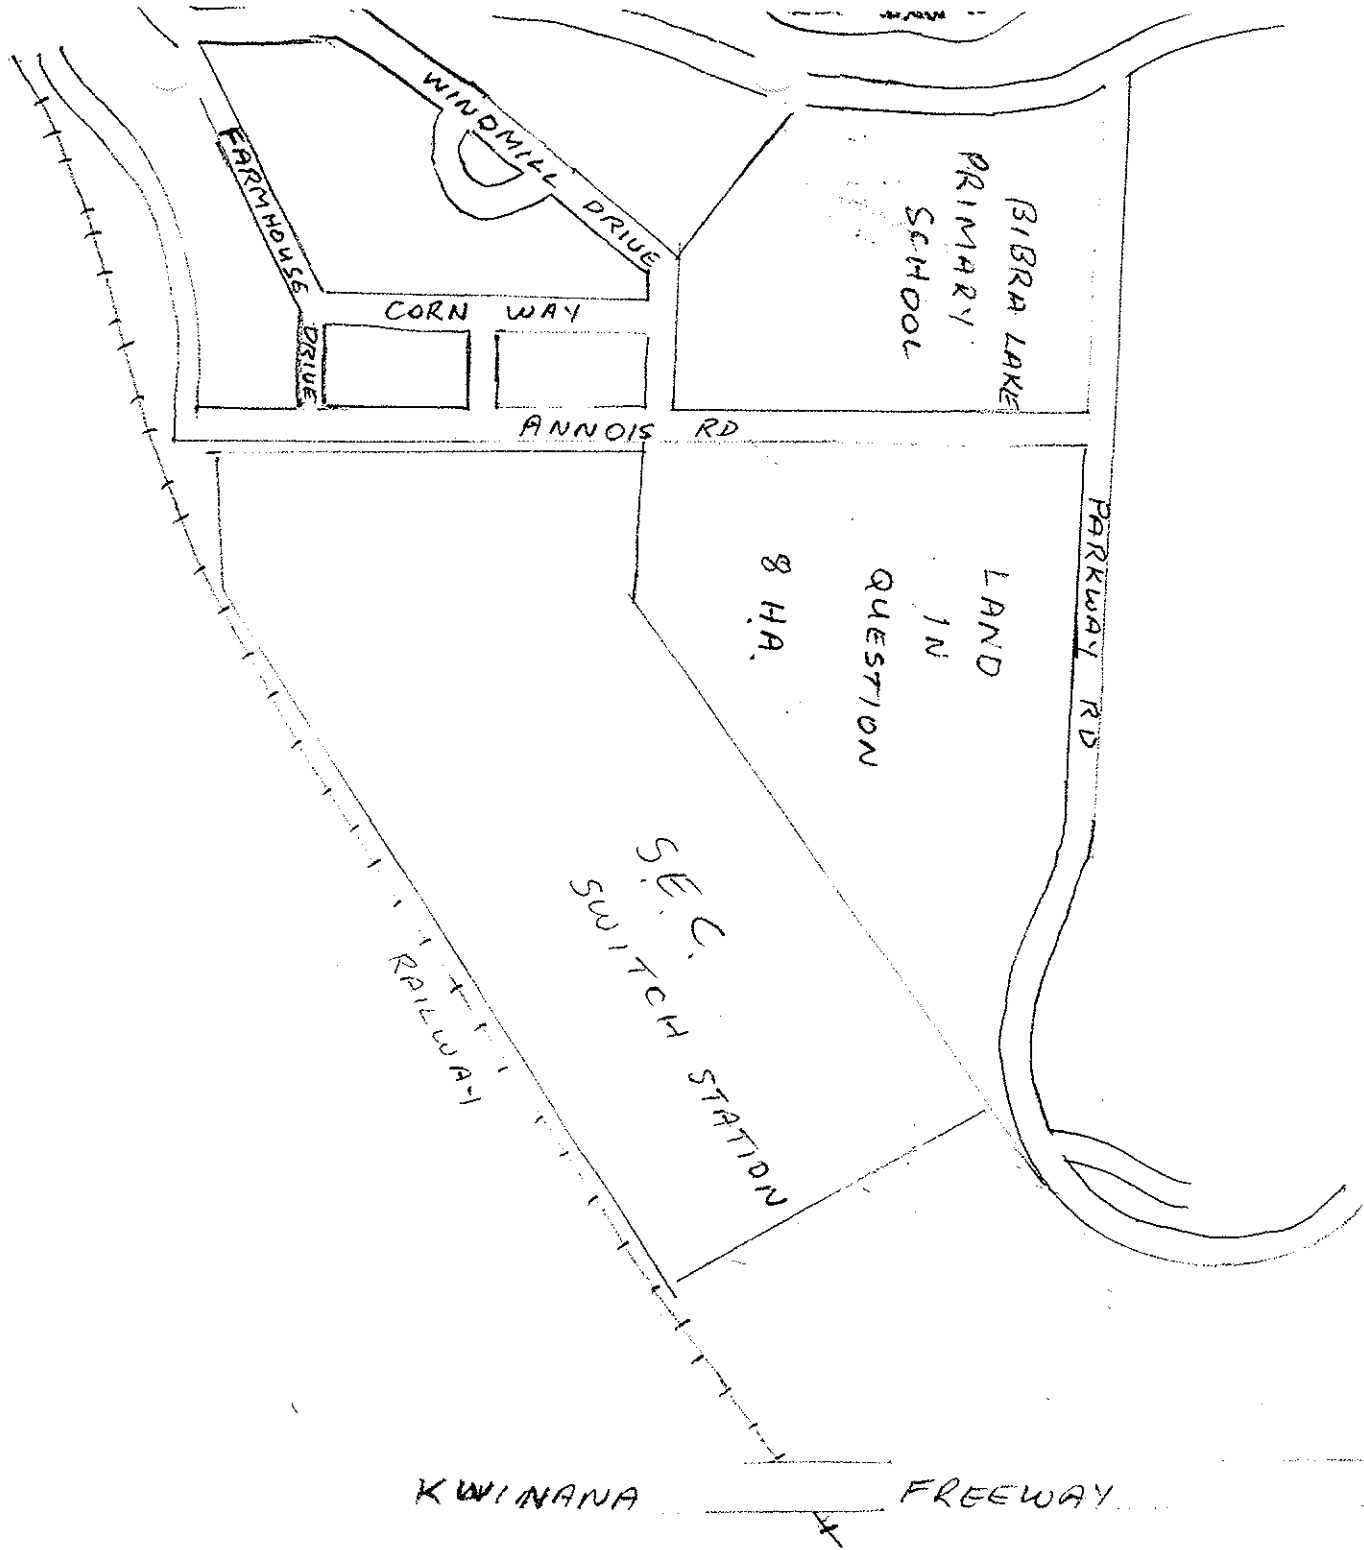 WINDMILL DRIVE
FARMHOUSE DRIVE
CORN WAY
ANNOIS RD
BIBRA LAKE
PRIMARY
SCHOOL
PARKWAY RD
LAND
IN
QUESTION
8 HA.
S.E.C.
SWITCH STATION
RAILWAY
KWINANA FREEWAY